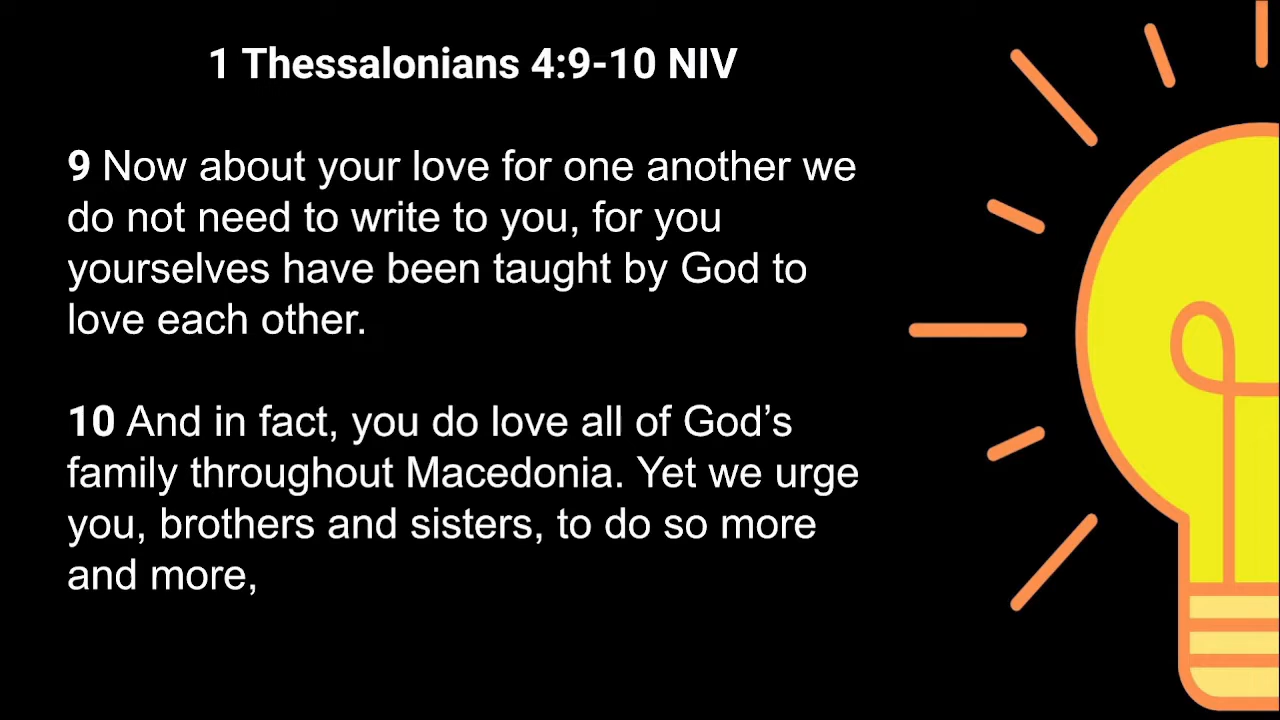 1 Thessalonians 4:9-10 NIV
9 Now about your love for one another we
do not need to write to you, for you
yourselves have been taught by God to
love each other.
10 And in fact, you do love all of God’s
family throughout Macedonia. Yet we urge
you, brothers and sisters, to do so more
and more,